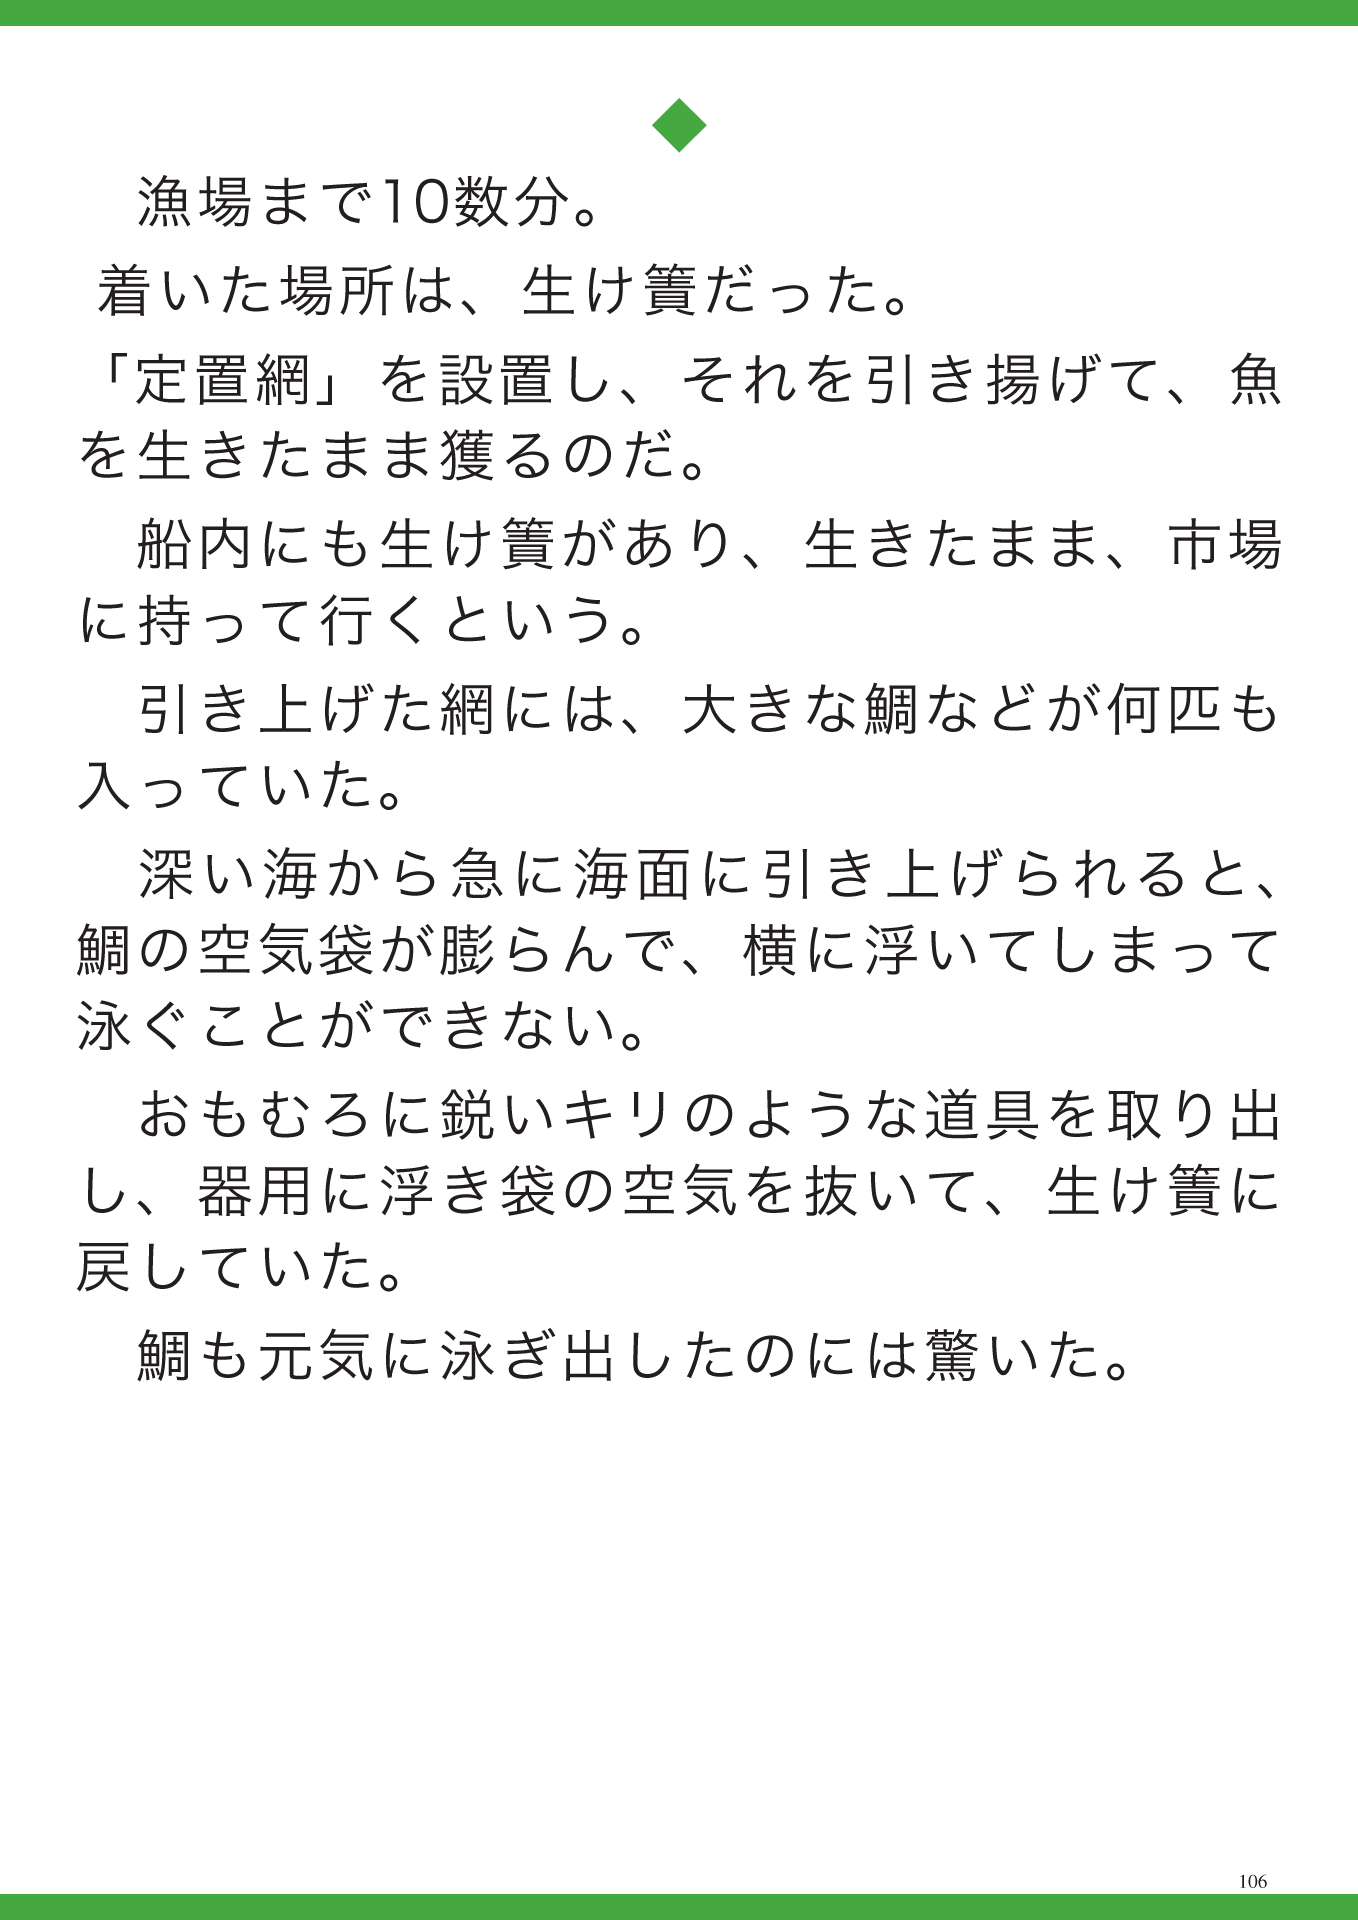 ◆
　漁場まで10数分。
着いた場所は、生け簀だった。
「定置網」を設置し、それを引き揚げて、魚
を生きたまま獲るのだ。
　船内にも生け簀があり、生きたまま、市場
に持って行くという。
　引き上げた網には、大きな鯛などが何匹も
入っていた。
　深い海から急に海面に引き上げられると、
鯛の空気袋が膨らんで、横に浮いてしまって
泳ぐことができない。
　おもむろに鋭いキリのような道具を取り出
し、器用に浮き袋の空気を抜いて、生け簀に
戻していた。
　鯛も元気に泳ぎ出したのには驚いた。
106